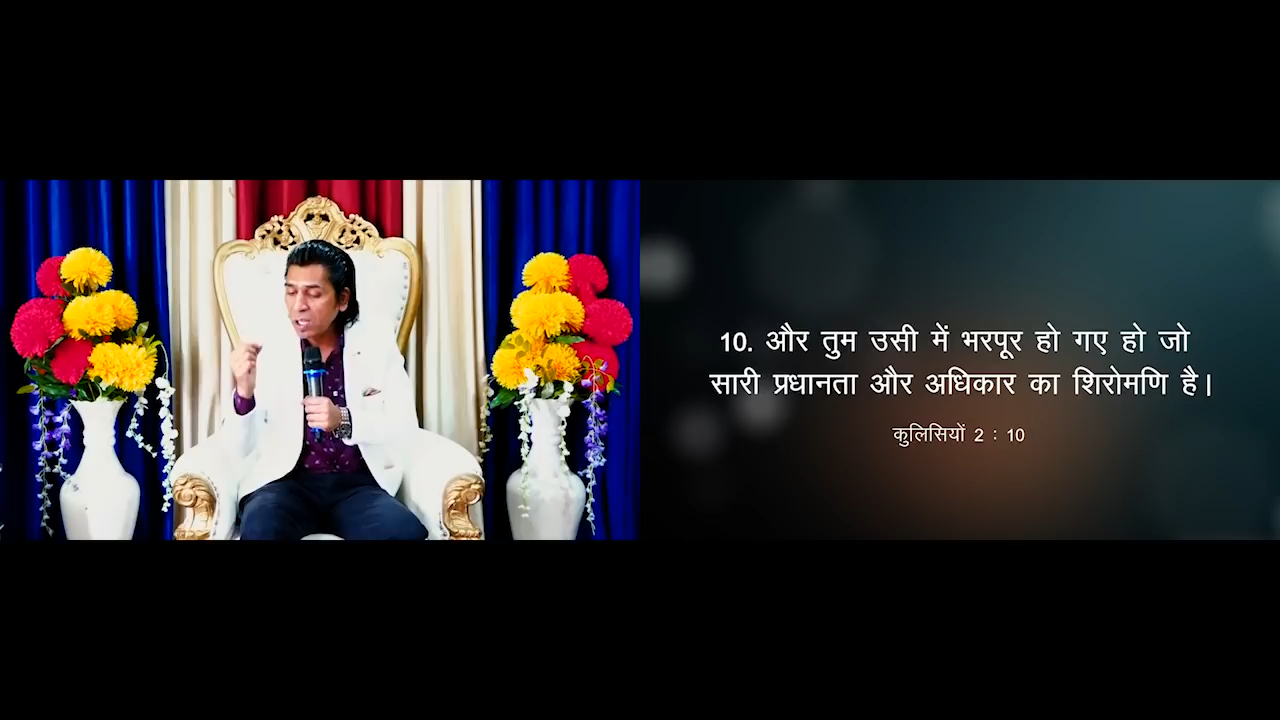 10. और तुम उसी में भरपूर हो गए हो जो
सारी प्रधानता और अधिकार का शिरोमणि है।
कुलिसियों 2 : 10